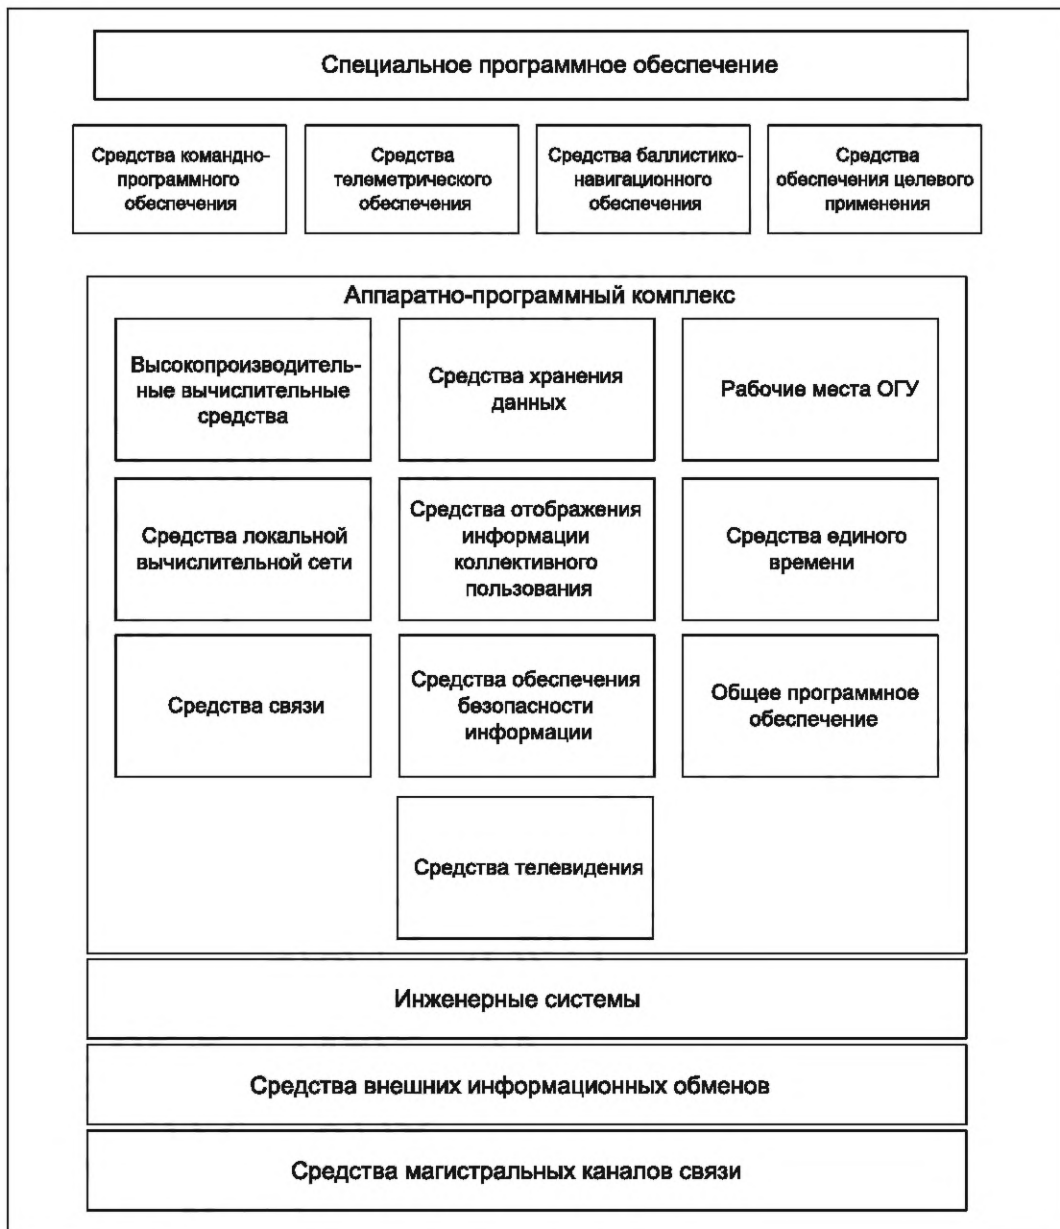 Специальное программное обеспечение
Средства командно-
программного
обеспечения
Средства
телеметрического
обеспечения
Средства баллистико-
навигационного
обеспечения
Средства
обеспечения целевого
применения
Аппаратно-программный комплекс
Высокопроизводитель-
ные вычислительные
средства
Средства хранения
данных
Рабочие места ОГУ
Средства локальной
вычислительной сети
Средства отображения
информации
коллективного
пользования
Средства единого
времени
Средства связи
Средства обеспечения
безопасности
информации
Общее программное
обеспечение
Средства телевидения
Инженерные системы
Средства внешних информационных обменов
Средства магистральных каналов связи